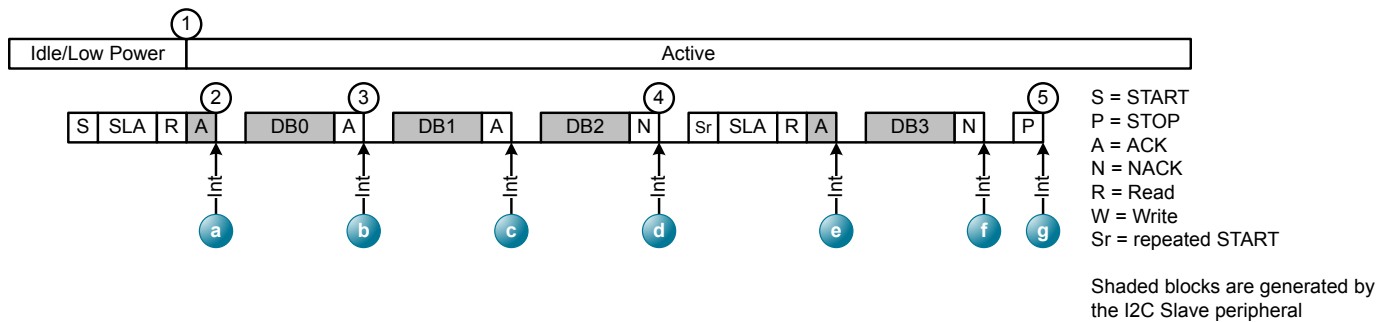 1
Idle/Low Power Active
2 3 4 5
S SLA R A DB0 A DB1 A DB2 N Sr SLA R A DB3 N P
Int Int Int Int Int Int Int
a b c d e f g
S = START
P = STOP
A = ACK
N = NACK
R = Read
W = Write
Sr = repeated START
Shaded blocks are generated by
the I2C Slave peripheral